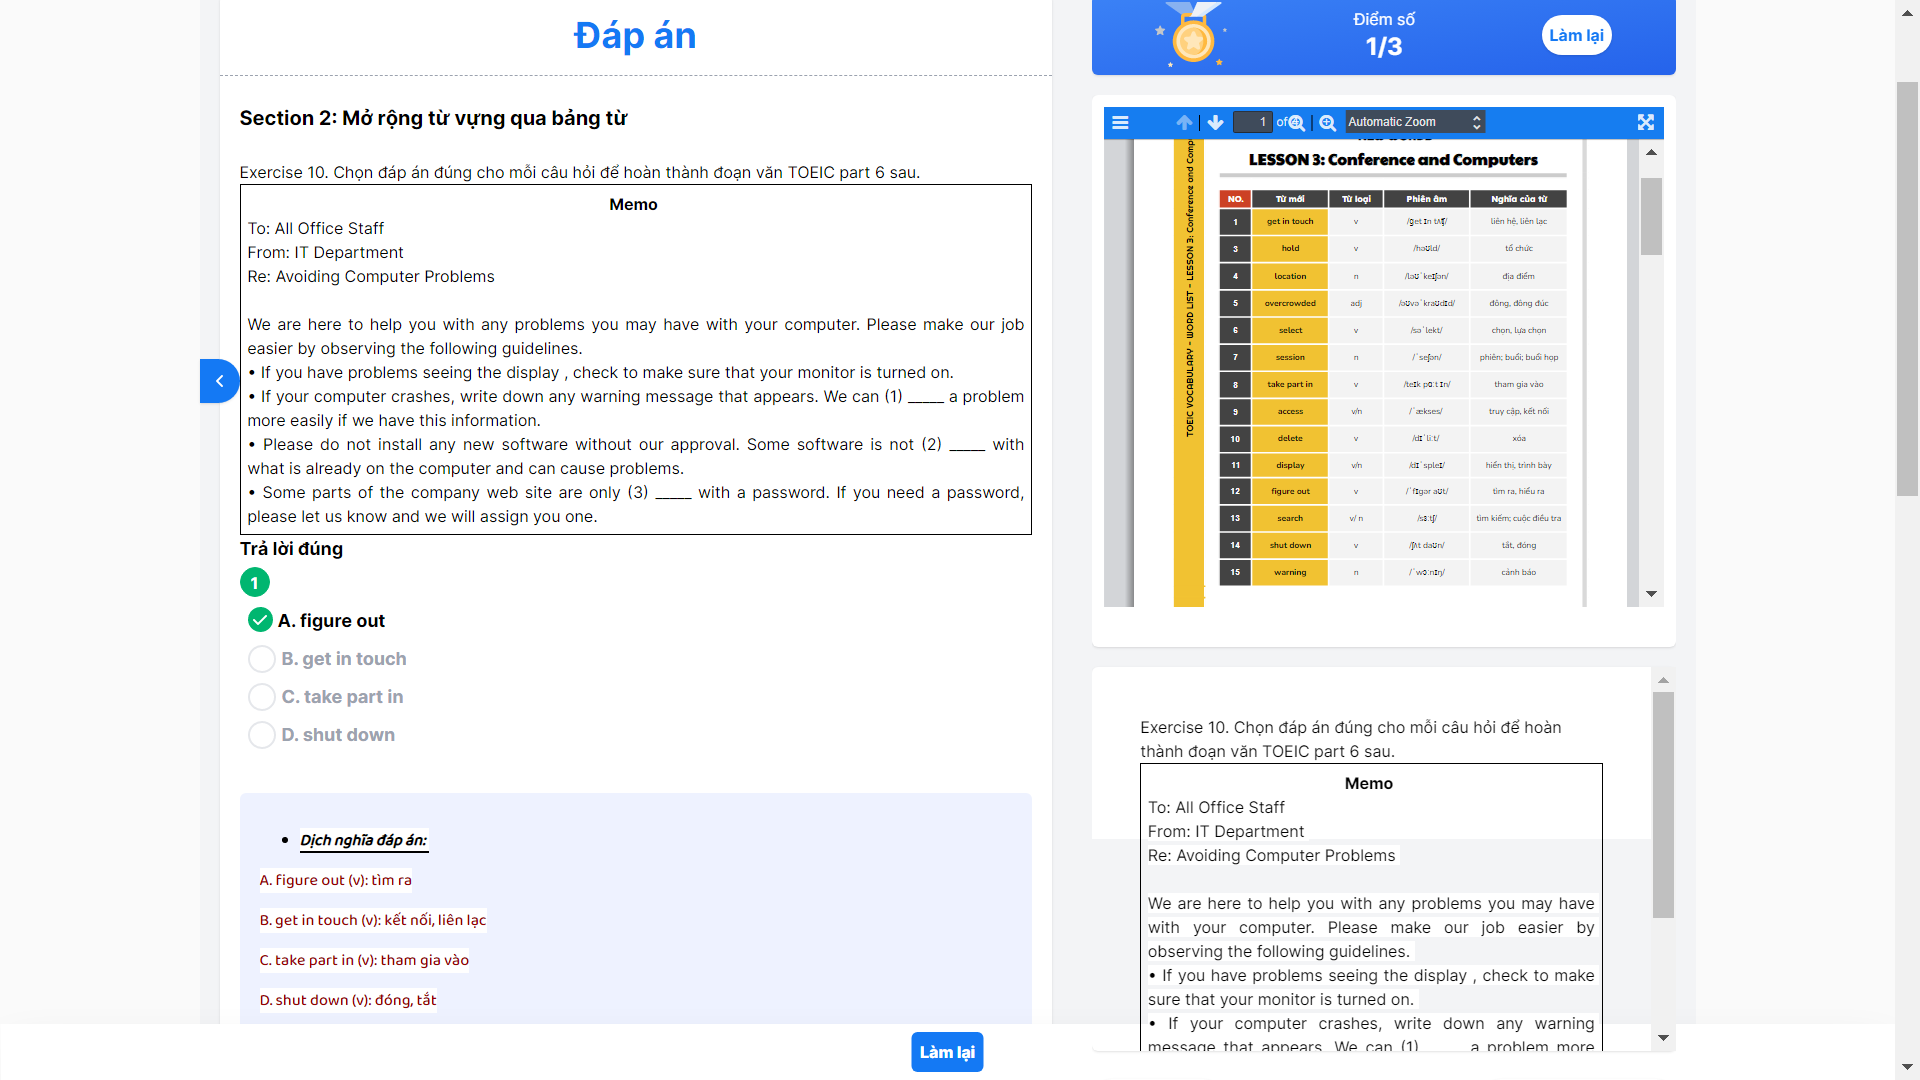 Đáp án
Section 2: Mở rộng từ vựng qua bảng từ
Exercise 10. Chọn đáp án đúng cho mỗi câu hỏi để hoàn thành đoạn văn TOEIC part 6 sau.
Memo
To: All Office Staff
From: IT Department
Re: Avoiding Computer Problems
We are here to help you with any problems you may have with your computer. Please make our job
easier by observing the following guidelines.
• If you have problems seeing the display , check to make sure that your monitor is turned on.
• If your computer crashes, write down any warning message that appears. We can (1) _____ a problem
more easily if we have this information.
• Please do not install any new software without our approval. Some software is not (2) _____ with
what is already on the computer and can cause problems.
• Some parts of the company web site are only (3) _____ with a password. If you need a password,
please let us know and we will assign you one.
Trả lời đúng
1
A. figure out
B. get in touch
C. take part in
D. shut down
• Dịch nghĩa đáp án:
A. figure out (v): tìm ra
B. get in touch (v): kết nối, liên lạc
C. take part in (v): tham gia vào
D. shut down (v): đóng, tắt
Làm lại
Điểm số
1/3
Làm lại
1 of
Automatic Zoom
TOEIC VOCABULARY - WORD LIST - LESSON 3: Conference and Comp
LESSON 3: Conference and Computers
NO. Từ mới Từ loại Phiên âm Nghĩa của từ
1 get in touch v /ɡet ɪn tʌʧ/ liên hệ, liên lạc
3 hold v /həʊld/ tổ chức
4 location n /ləʊˈkeɪʃən/ địa điểm
5 overcrowded adj /əʊvəˈkraʊdɪd/ đông, đông đúc
6 select v /səˈlekt/ chọn, lựa chọn
7 session n /ˈseʃən/ phiên; buổi; buổi họp
8 take part in v /teɪk pɑːt ɪn/ tham gia vào
9 access v/n /ˈækses/ truy cập, kết nối
10 delete v /dɪˈliːt/ xóa
11 display v/n /dɪˈspleɪ/ hiển thị, trình bày
12 figure out v /ˈfɪɡər aʊt/ tìm ra, hiểu ra
13 search v/ n /sɜːtʃ/ tìm kiếm; cuộc điều tra
14 shut down v /ʃʌt daʊn/ tắt, đóng
15 warning n /ˈwɔːnɪŋ/ cảnh báo
Exercise 10. Chọn đáp án đúng cho mỗi câu hỏi để hoàn
thành đoạn văn TOEIC part 6 sau.
Memo
To: All Office Staff
From: IT Department
Re: Avoiding Computer Problems
We are here to help you with any problems you may have
with your computer. Please make our job easier by
observing the following guidelines.
• If you have problems seeing the display , check to make
sure that your monitor is turned on.
• If your computer crashes, write down any warning
message that appears. We can (1) _____ a problem more